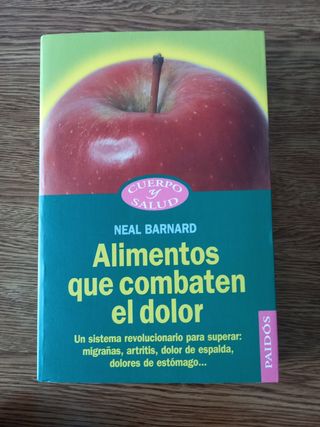 CUERPO
y
SALUD
NEAL BARNARD
Alimentos
que combaten
el dolor
Un sistema revolucionario para superar:
migrañas, artritis, dolor de espalda,
dolores de estómago...
PAIDÓS